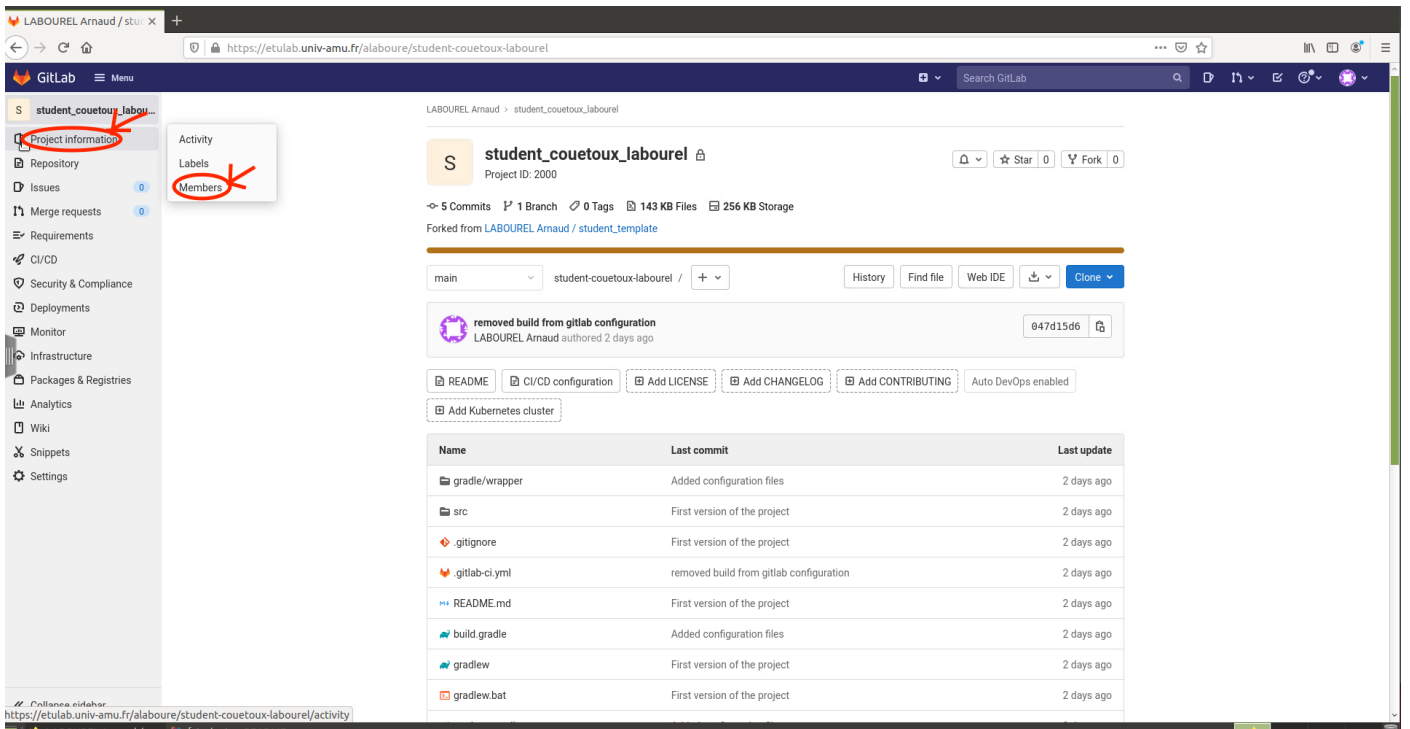 LABOUREL Arnaud / stu
https://etulab.univ-amu.fr/alaboure/student-couetoux-labourel
GitLab Menu Search GitLab
S student_couetoux_labou...
Project information
Repository
Issues 0
Merge requests 0
Requirements
CI/CD
Security & Compliance
Deployments
Monitor
Infrastructure
Packages & Registries
Analytics
Wiki
Snippets
Settings
Collapse sidebar
https://etulab.univ-amu.fr/alaboure/student-couetoux-labourel/activity
Activity
Labels
Members
LABOUREL Arnaud > student_couetoux_labourel
S
student_couetoux_labourel
Project ID: 2000
Star 0 Fork 0
5 Commits 1 Branch 0 Tags 143 KB Files 256 KB Storage
Forked from LABOUREL Arnaud / student_template
main student-couetoux-labourel / + History Find file Web IDE Clone
removed build from gitlab configuration
LABOUREL Arnaud authored 2 days ago
047d15d6
README CI/CD configuration Add LICENSE Add CHANGELOG Add CONTRIBUTING Auto DevOps enabled
Add Kubernetes cluster
Name Last commit Last update
gradle/wrapper Added configuration files 2 days ago
src First version of the project 2 days ago
.gitignore First version of the project 2 days ago
.gitlab-ci.yml removed build from gitlab configuration 2 days ago
README.md First version of the project 2 days ago
build.gradle Added configuration files 2 days ago
gradlew First version of the project 2 days ago
gradlew.bat First version of the project 2 days ago